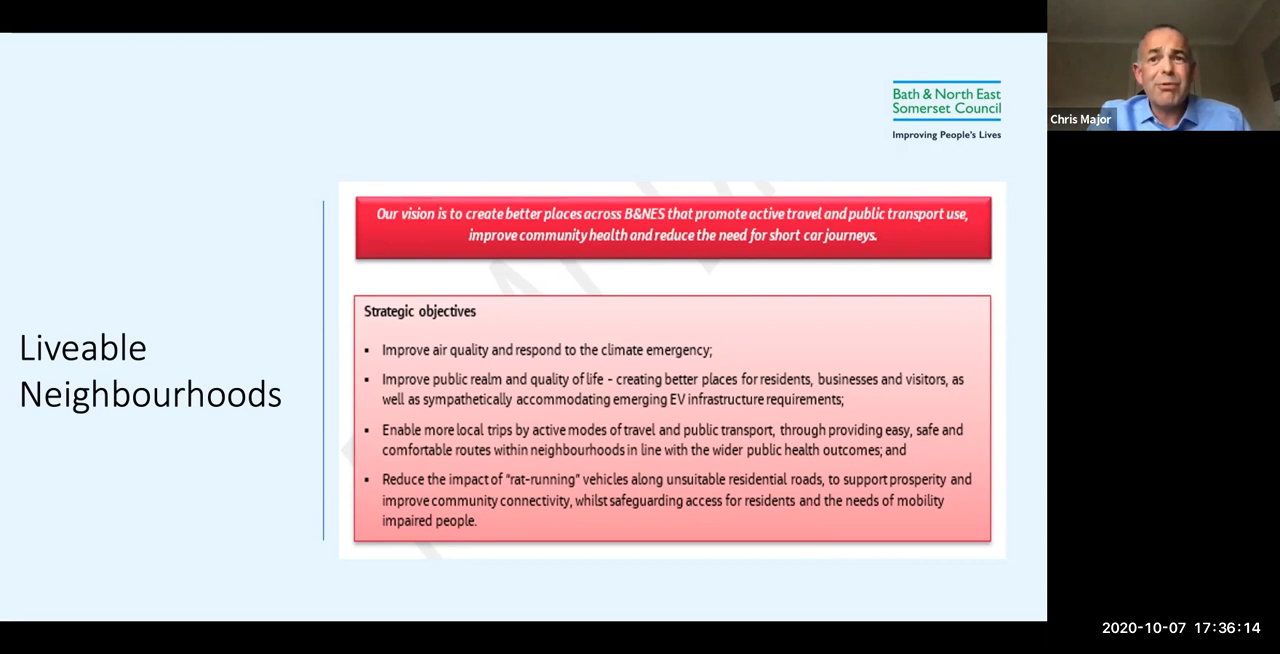 Bath & North East
Somerset Council
Improving People's Lives
Chris Major
Our vision is to create better places across B&NES that promote active travel and public transport use,
improve community health and reduce the need for short car journeys.
Strategic objectives
▪ Improve air quality and respond to the climate emergency;
▪ Improve public realm and quality of life - creating better places for residents, businesses and visitors, as
well as sympathetically accommodating emerging EV infrastructure requirements;
▪ Enable more local trips by active modes of travel and public transport, through providing easy, safe and
comfortable routes within neighbourhoods in line with the wider public health outcomes; and
▪ Reduce the impact of “rat-running” vehicles along unsuitable residential roads, to support prosperity and
improve community connectivity, whilst safeguarding access for residents and the needs of mobility
impaired people.
Liveable
Neighbourhoods
2020-10-07 17:36:14